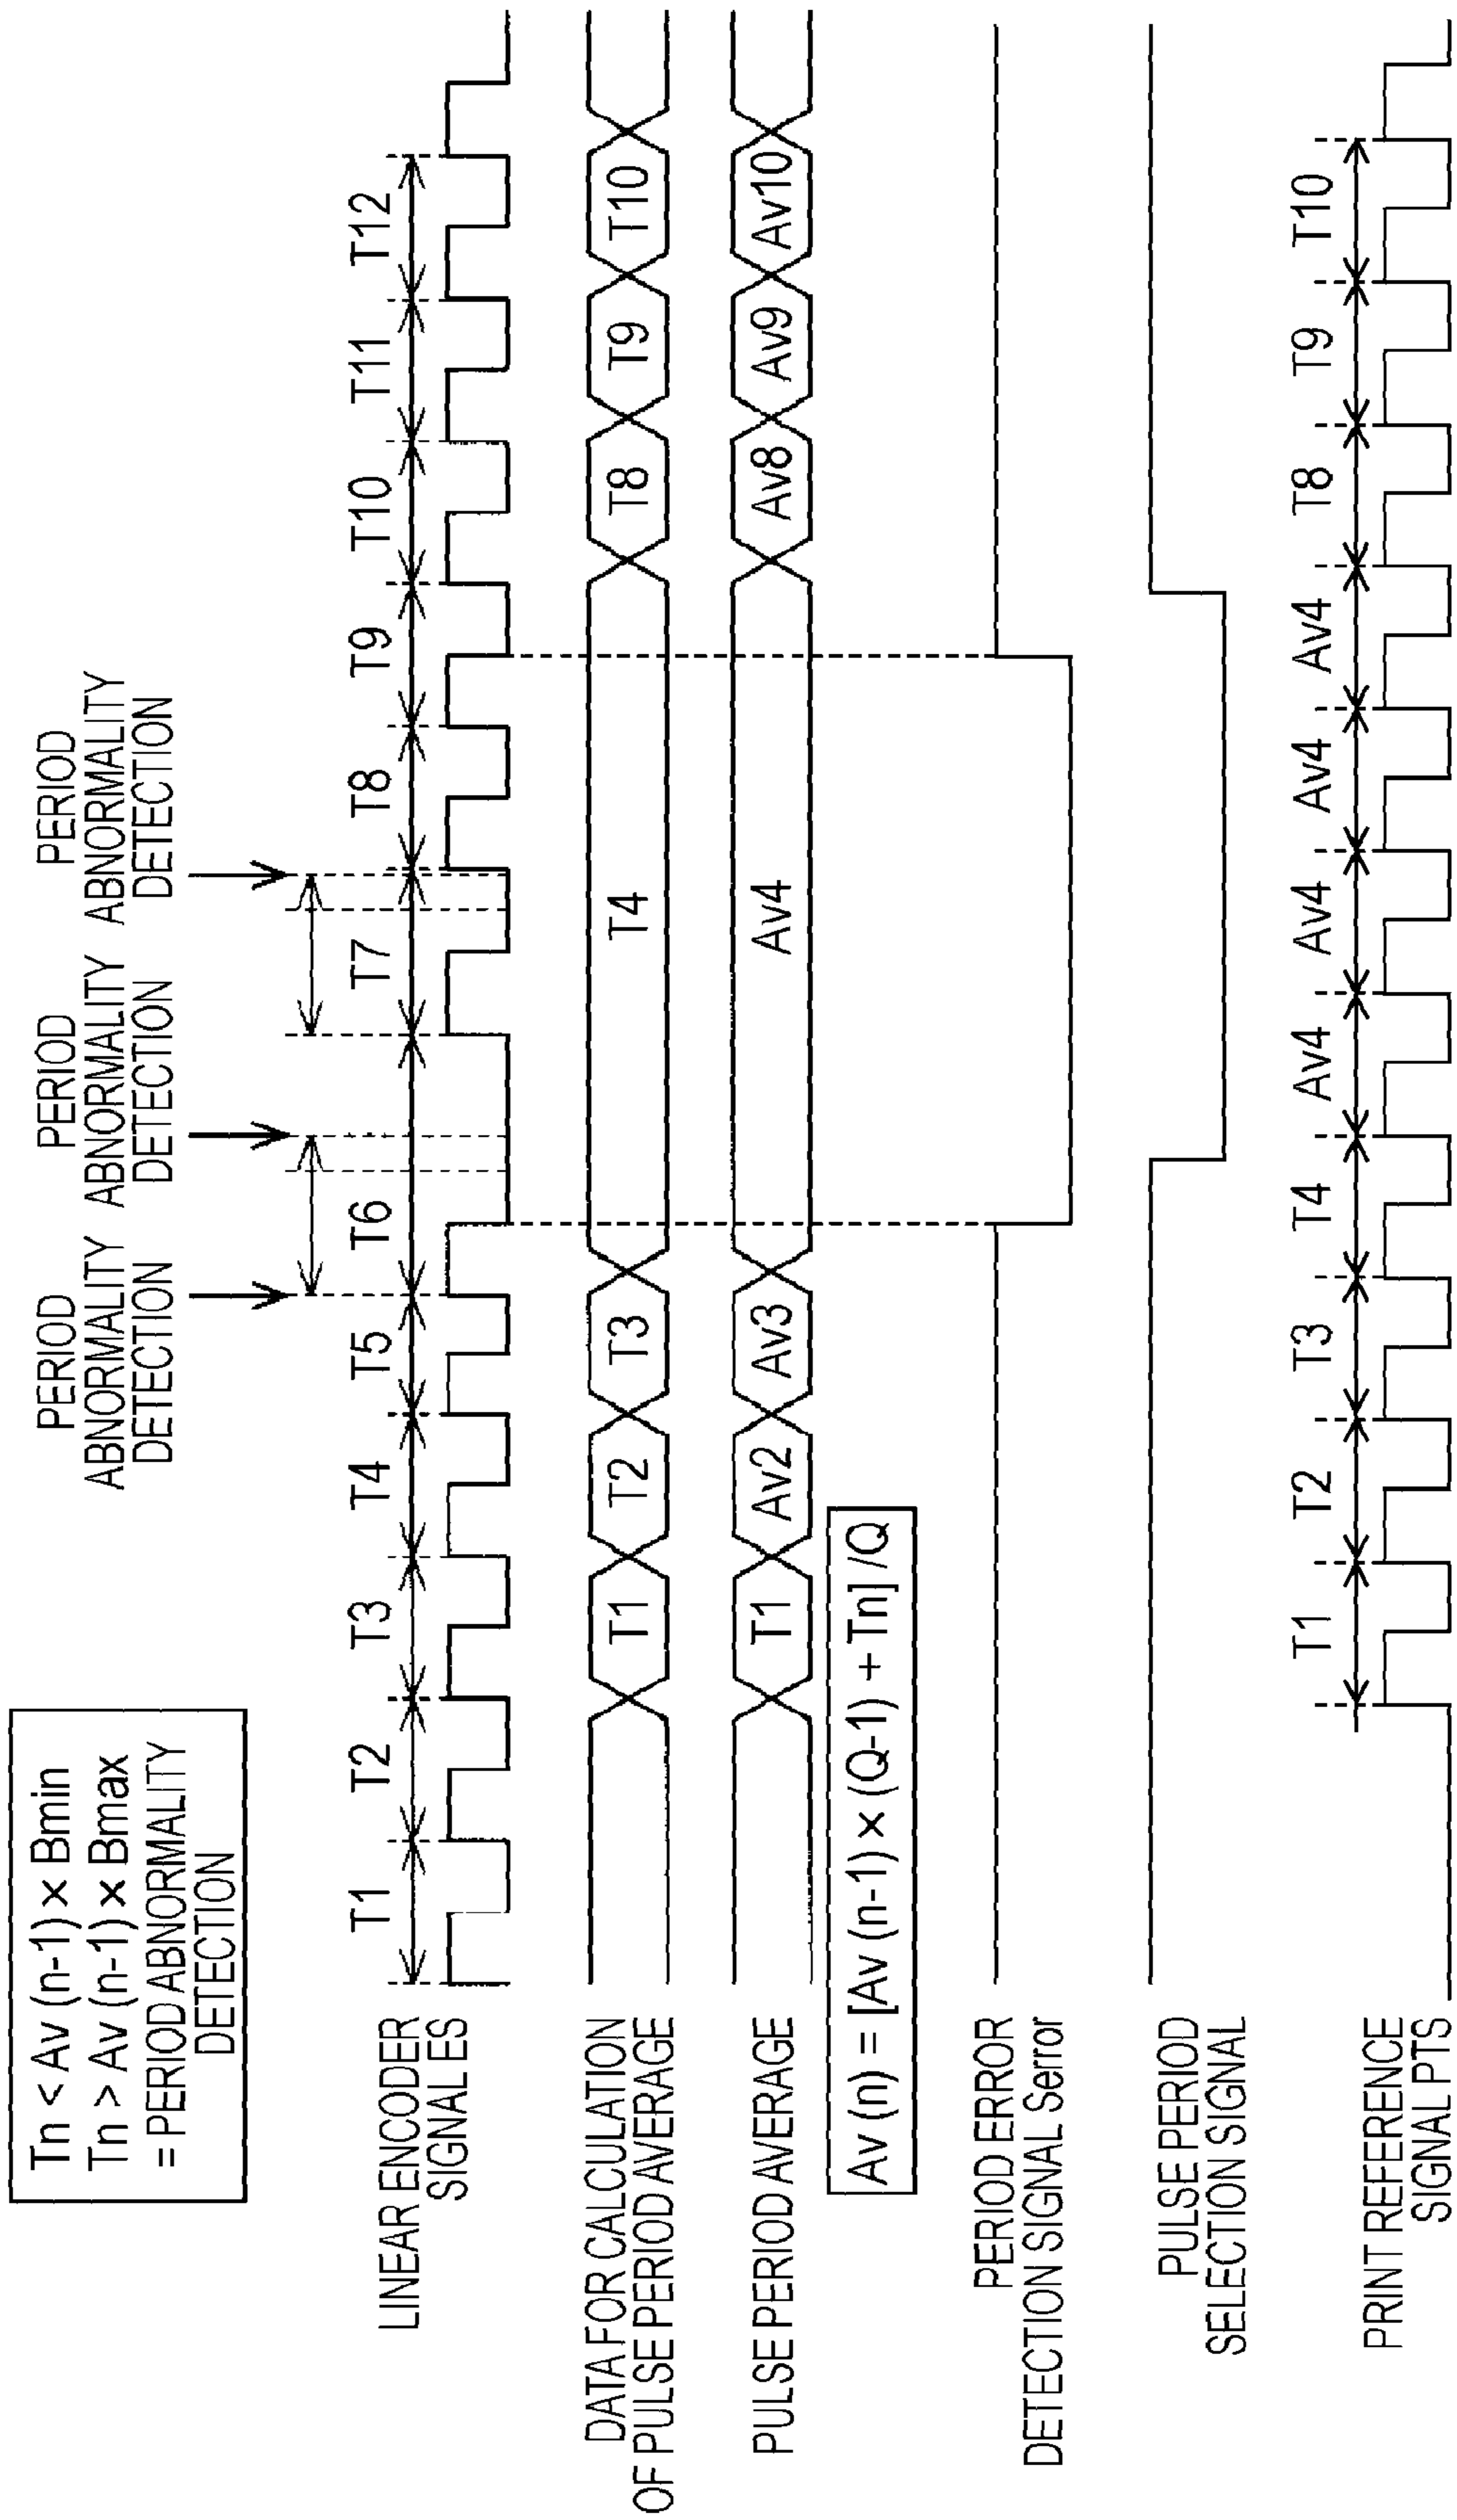 Tn < Av (n-1) × Bmin
Tn > Av (n-1) × Bmax
= PERIOD ABNORMALITY
DETECTION
PERIOD
ABNORMALITY
DETECTION
PERIOD
ABNORMALITY
DETECTION
PERIOD
ABNORMALITY
DETECTION
LINEAR ENCODER
SIGNALES
T1 T2 T3 T4 T5 T6 T7 T8 T9 T10 T11 T12
DATA FOR CALCULATION
OF PULSE PERIOD AVERAGE
T1 T2 T3 T4 T8 T9 T10
PULSE PERIOD AVERAGE
T1 Av2 Av3 Av4 Av8 Av9 Av10
Av (n) = [Av (n-1) × (Q-1) + Tn] /Q
PERIOD ERROR
DETECTION SIGNAL Serror
PULSE PERIOD
SELECTION SIGNAL
PRINT REFERENCE
SIGNAL PTS
T1 T2 T3 T4 Av4 Av4 Av4 Av4 T8 T9 T10